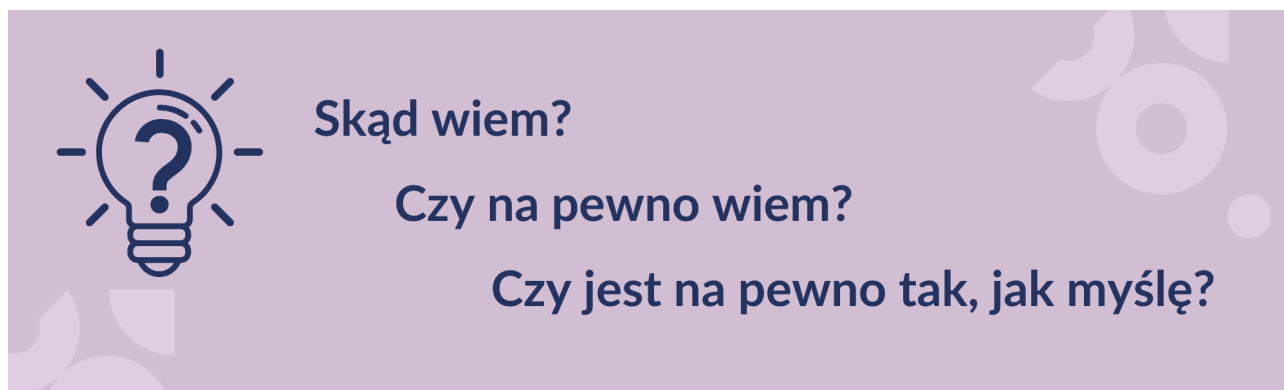 Skąd wiem?
Czy na pewno wiem?
Czy jest na pewno tak, jak myślę?